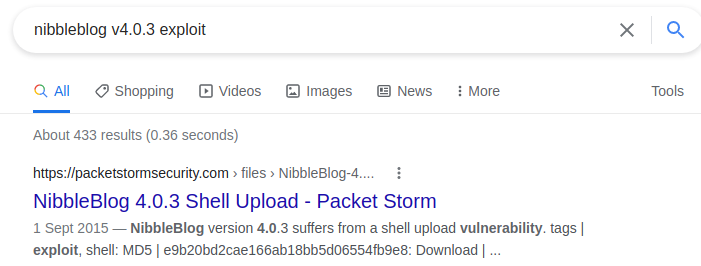 nibbleblog v4.0.3 exploit
All Shopping Videos Images News More Tools
About 433 results (0.36 seconds)
https://packetstormsecurity.com › files › NibbleBlog-4....
NibbleBlog 4.0.3 Shell Upload - Packet Storm
1 Sept 2015 — NibbleBlog version 4.0.3 suffers from a shell upload vulnerability. tags |
exploit, shell: MD5 | e9b20bd2cae166ab18bb5d06554fb9e8: Download | ...